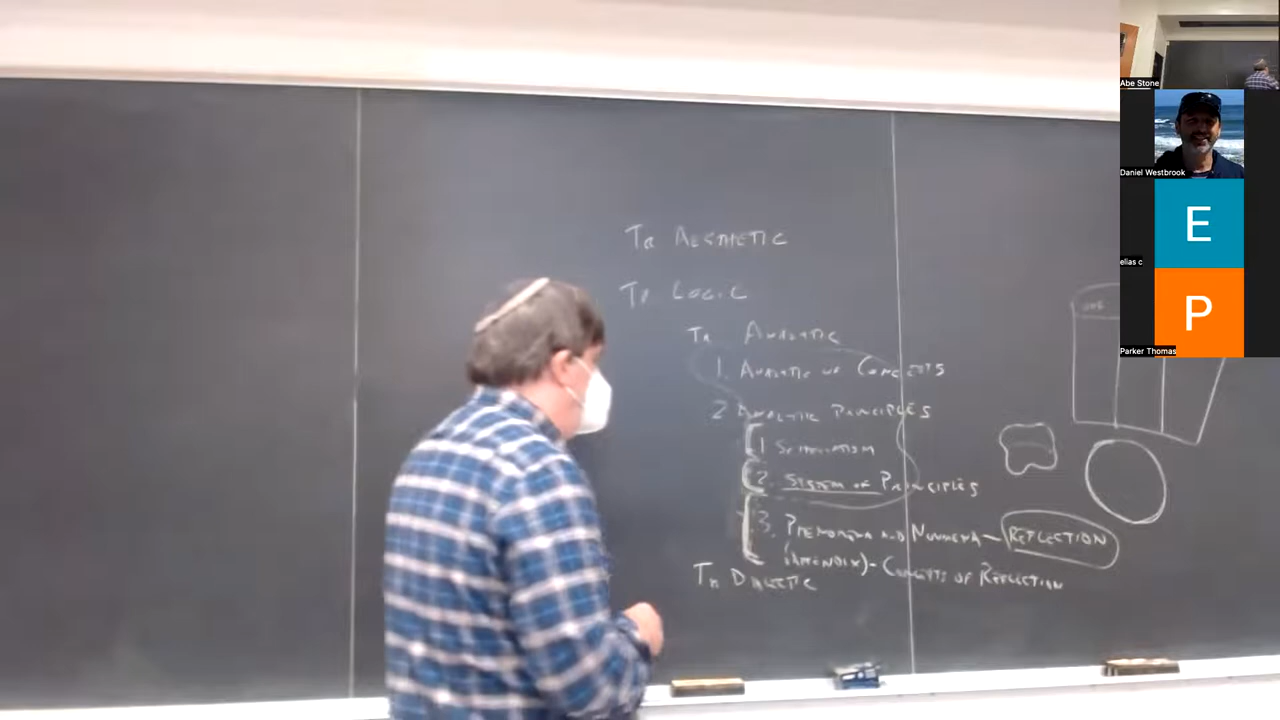 Tr Aesthetic
Tr Logic
Tr Analytic
1. Analytic of Concepts
2 Analytic Principles
1 Schematism
2. System of Principles
3. Phenomena and Noumena — Reflection
(Appendix) - Concepts of Reflection
Tr Dialectic
Abe Stone
Daniel Westbrook
E
elias c
P
Parker Thomas